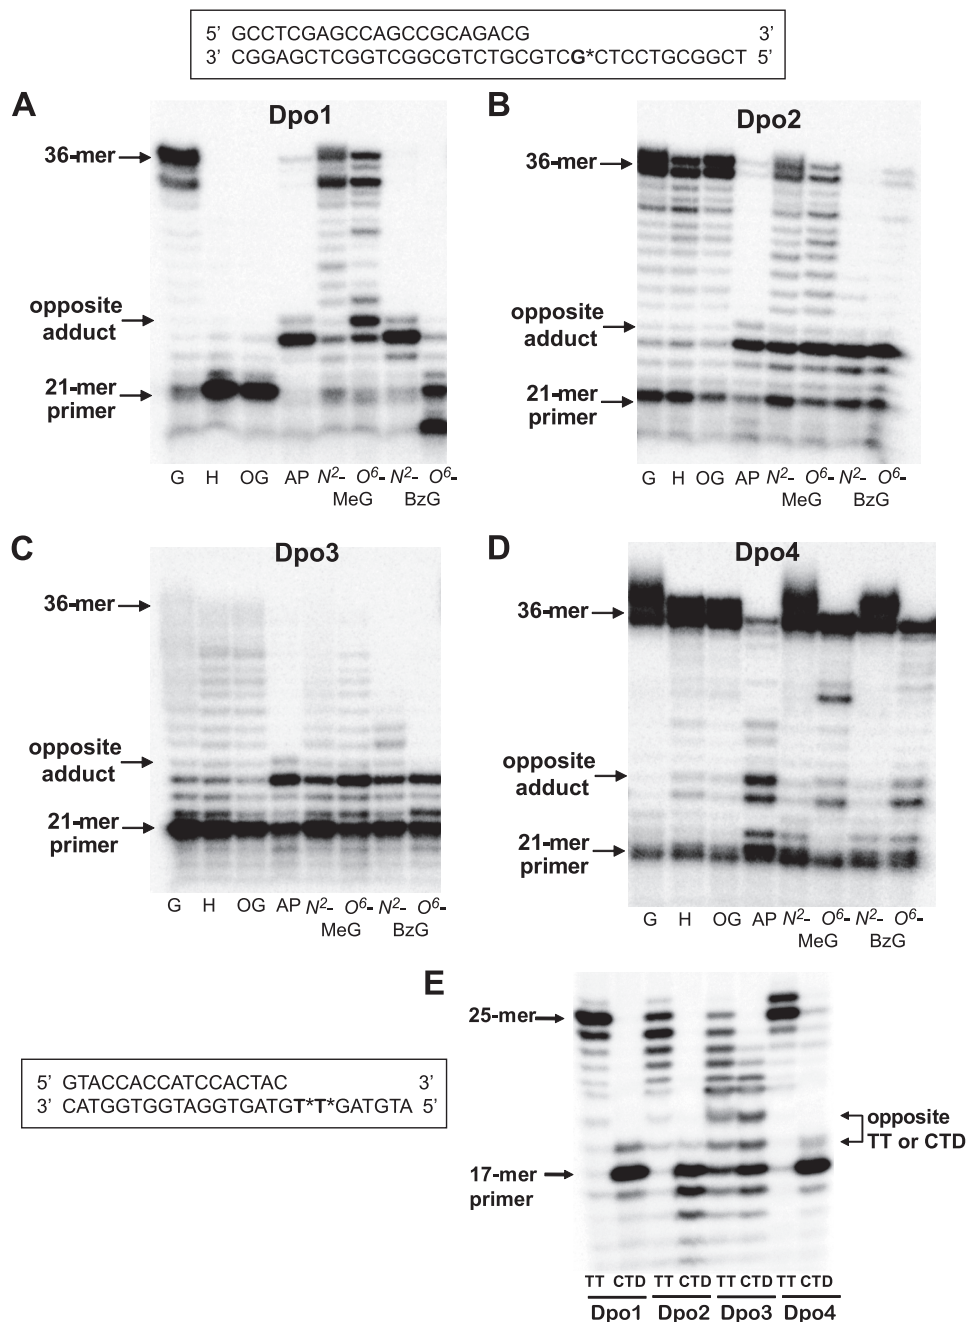 5’ GCCTCGAGCCAGCCGCAGACG 3’
3’ CGGAGCTCGGTCGGCGTCTGCGTCG*CTCCTGCGGCT 5’
A
Dpo1
36-mer
opposite
adduct
21-mer
primer
G H OG AP N²- O⁶- N²- O⁶-
MeG BzG
B
Dpo2
36-mer
opposite
adduct
21-mer
primer
G H OG AP N²- O⁶- N²- O⁶-
MeG BzG
C
Dpo3
36-mer
opposite
adduct
21-mer
primer
G H OG AP N²- O⁶- N²- O⁶-
MeG BzG
D
Dpo4
36-mer
opposite
adduct
21-mer
primer
G H OG AP N²- O⁶- N²- O⁶-
MeG BzG
5’ GTACCACCATCCACTAC 3’
3’ CATGGTGGTAGGTGATGT*T*GATGTA 5’
E
25-mer
opposite
TT or CTD
17-mer
primer
TT CTD TT CTD TT CTD TT CTD
Dpo1 Dpo2 Dpo3 Dpo4